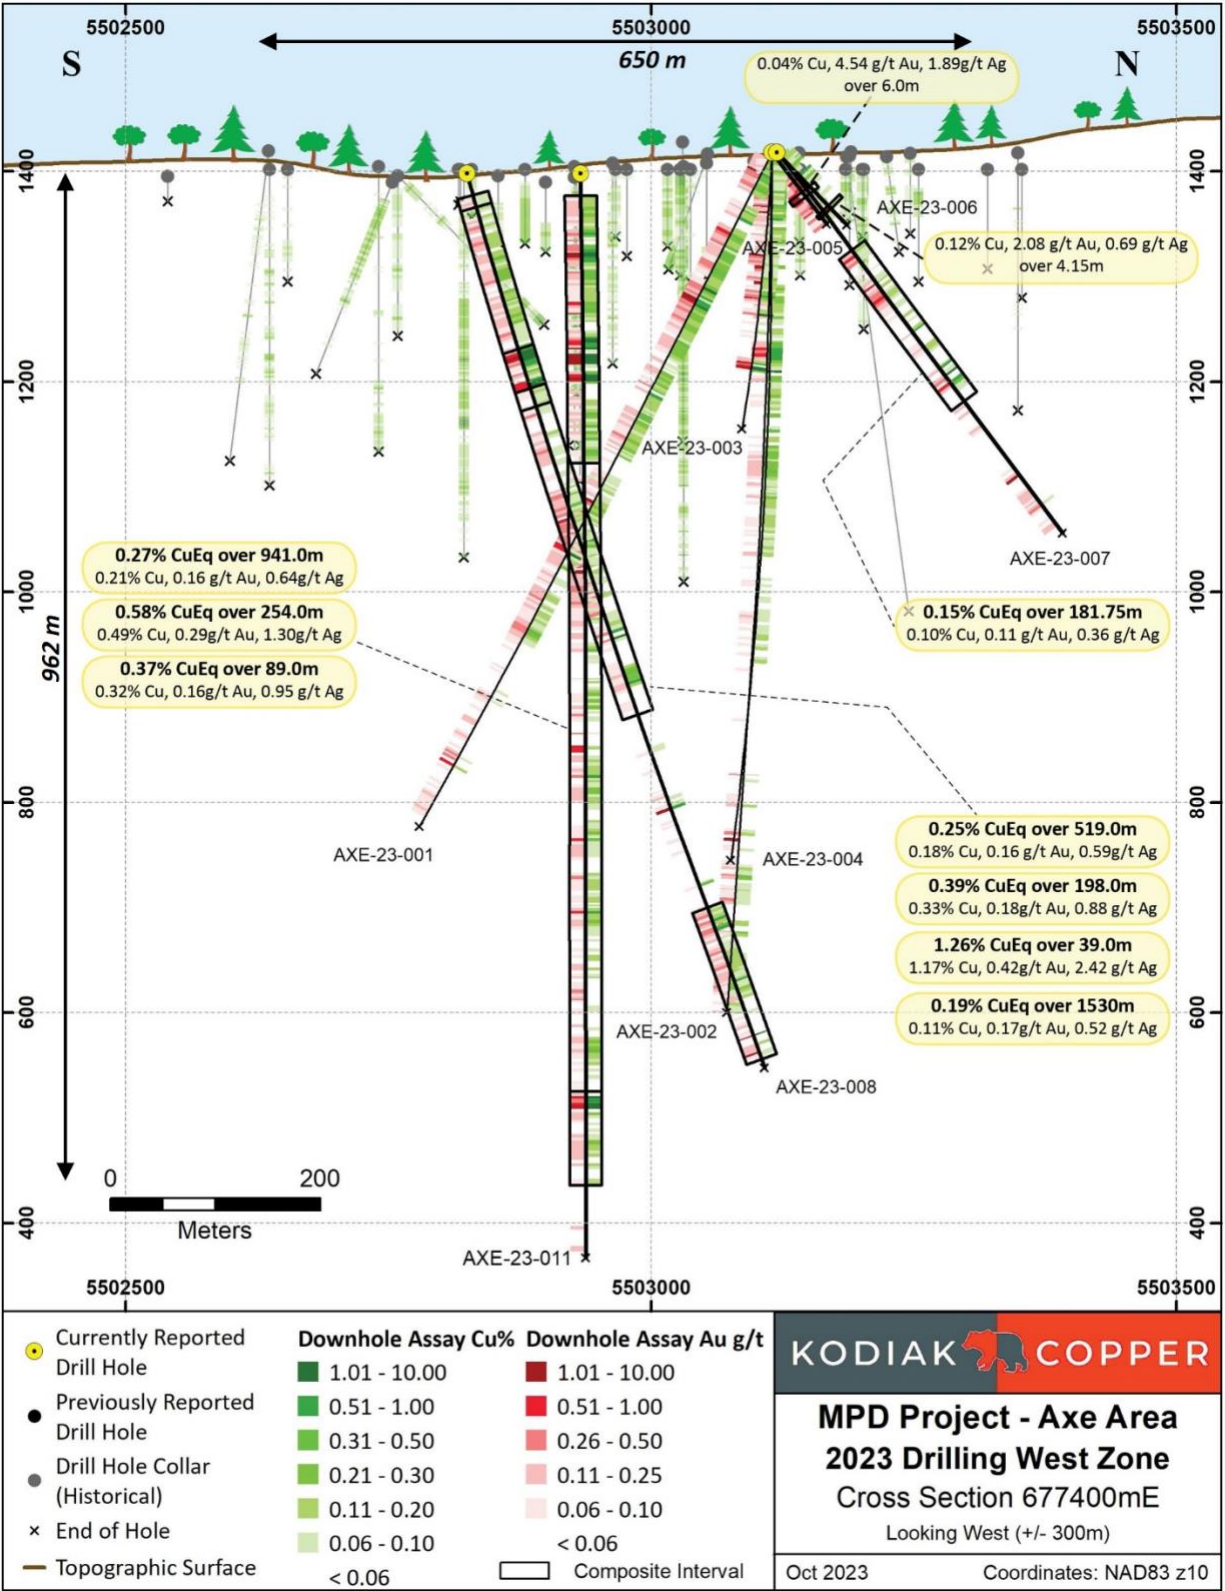 5502500
5503000
5503500
S
650 m
N
0.04% Cu, 4.54 g/t Au, 1.89g/t Ag
over 6.0m
1400
1400
AXE-23-006
AXE-23-005
0.12% Cu, 2.08 g/t Au, 0.69 g/t Ag
over 4.15m
1200
1200
AXE-23-003
AXE-23-007
0.27% CuEq over 941.0m
0.21% Cu, 0.16 g/t Au, 0.64g/t Ag
0.58% CuEq over 254.0m
0.49% Cu, 0.29g/t Au, 1.30g/t Ag
0.37% CuEq over 89.0m
0.32% Cu, 0.16g/t Au, 0.95 g/t Ag
1000
1000
962 m
0.15% CuEq over 181.75m
0.10% Cu, 0.11 g/t Au, 0.36 g/t Ag
800
800
AXE-23-001
AXE-23-004
0.25% CuEq over 519.0m
0.18% Cu, 0.16 g/t Au, 0.59g/t Ag
0.39% CuEq over 198.0m
0.33% Cu, 0.18g/t Au, 0.88 g/t Ag
1.26% CuEq over 39.0m
1.17% Cu, 0.42g/t Au, 2.42 g/t Ag
0.19% CuEq over 1530m
0.11% Cu, 0.17g/t Au, 0.52 g/t Ag
600
600
AXE-23-002
AXE-23-008
0 200
Meters
400
400
AXE-23-011
5502500
5503000
5503500
Currently Reported
Drill Hole
Previously Reported
Drill Hole
Drill Hole Collar
(Historical)
End of Hole
Topographic Surface
Downhole Assay Cu%
1.01 - 10.00
0.51 - 1.00
0.31 - 0.50
0.21 - 0.30
0.11 - 0.20
0.06 - 0.10
< 0.06
Downhole Assay Au g/t
1.01 - 10.00
0.51 - 1.00
0.26 - 0.50
0.11 - 0.25
0.06 - 0.10
< 0.06
Composite Interval
KODIAK COPPER
MPD Project - Axe Area
2023 Drilling West Zone
Cross Section 677400mE
Looking West (+/- 300m)
Oct 2023
Coordinates: NAD83 z10